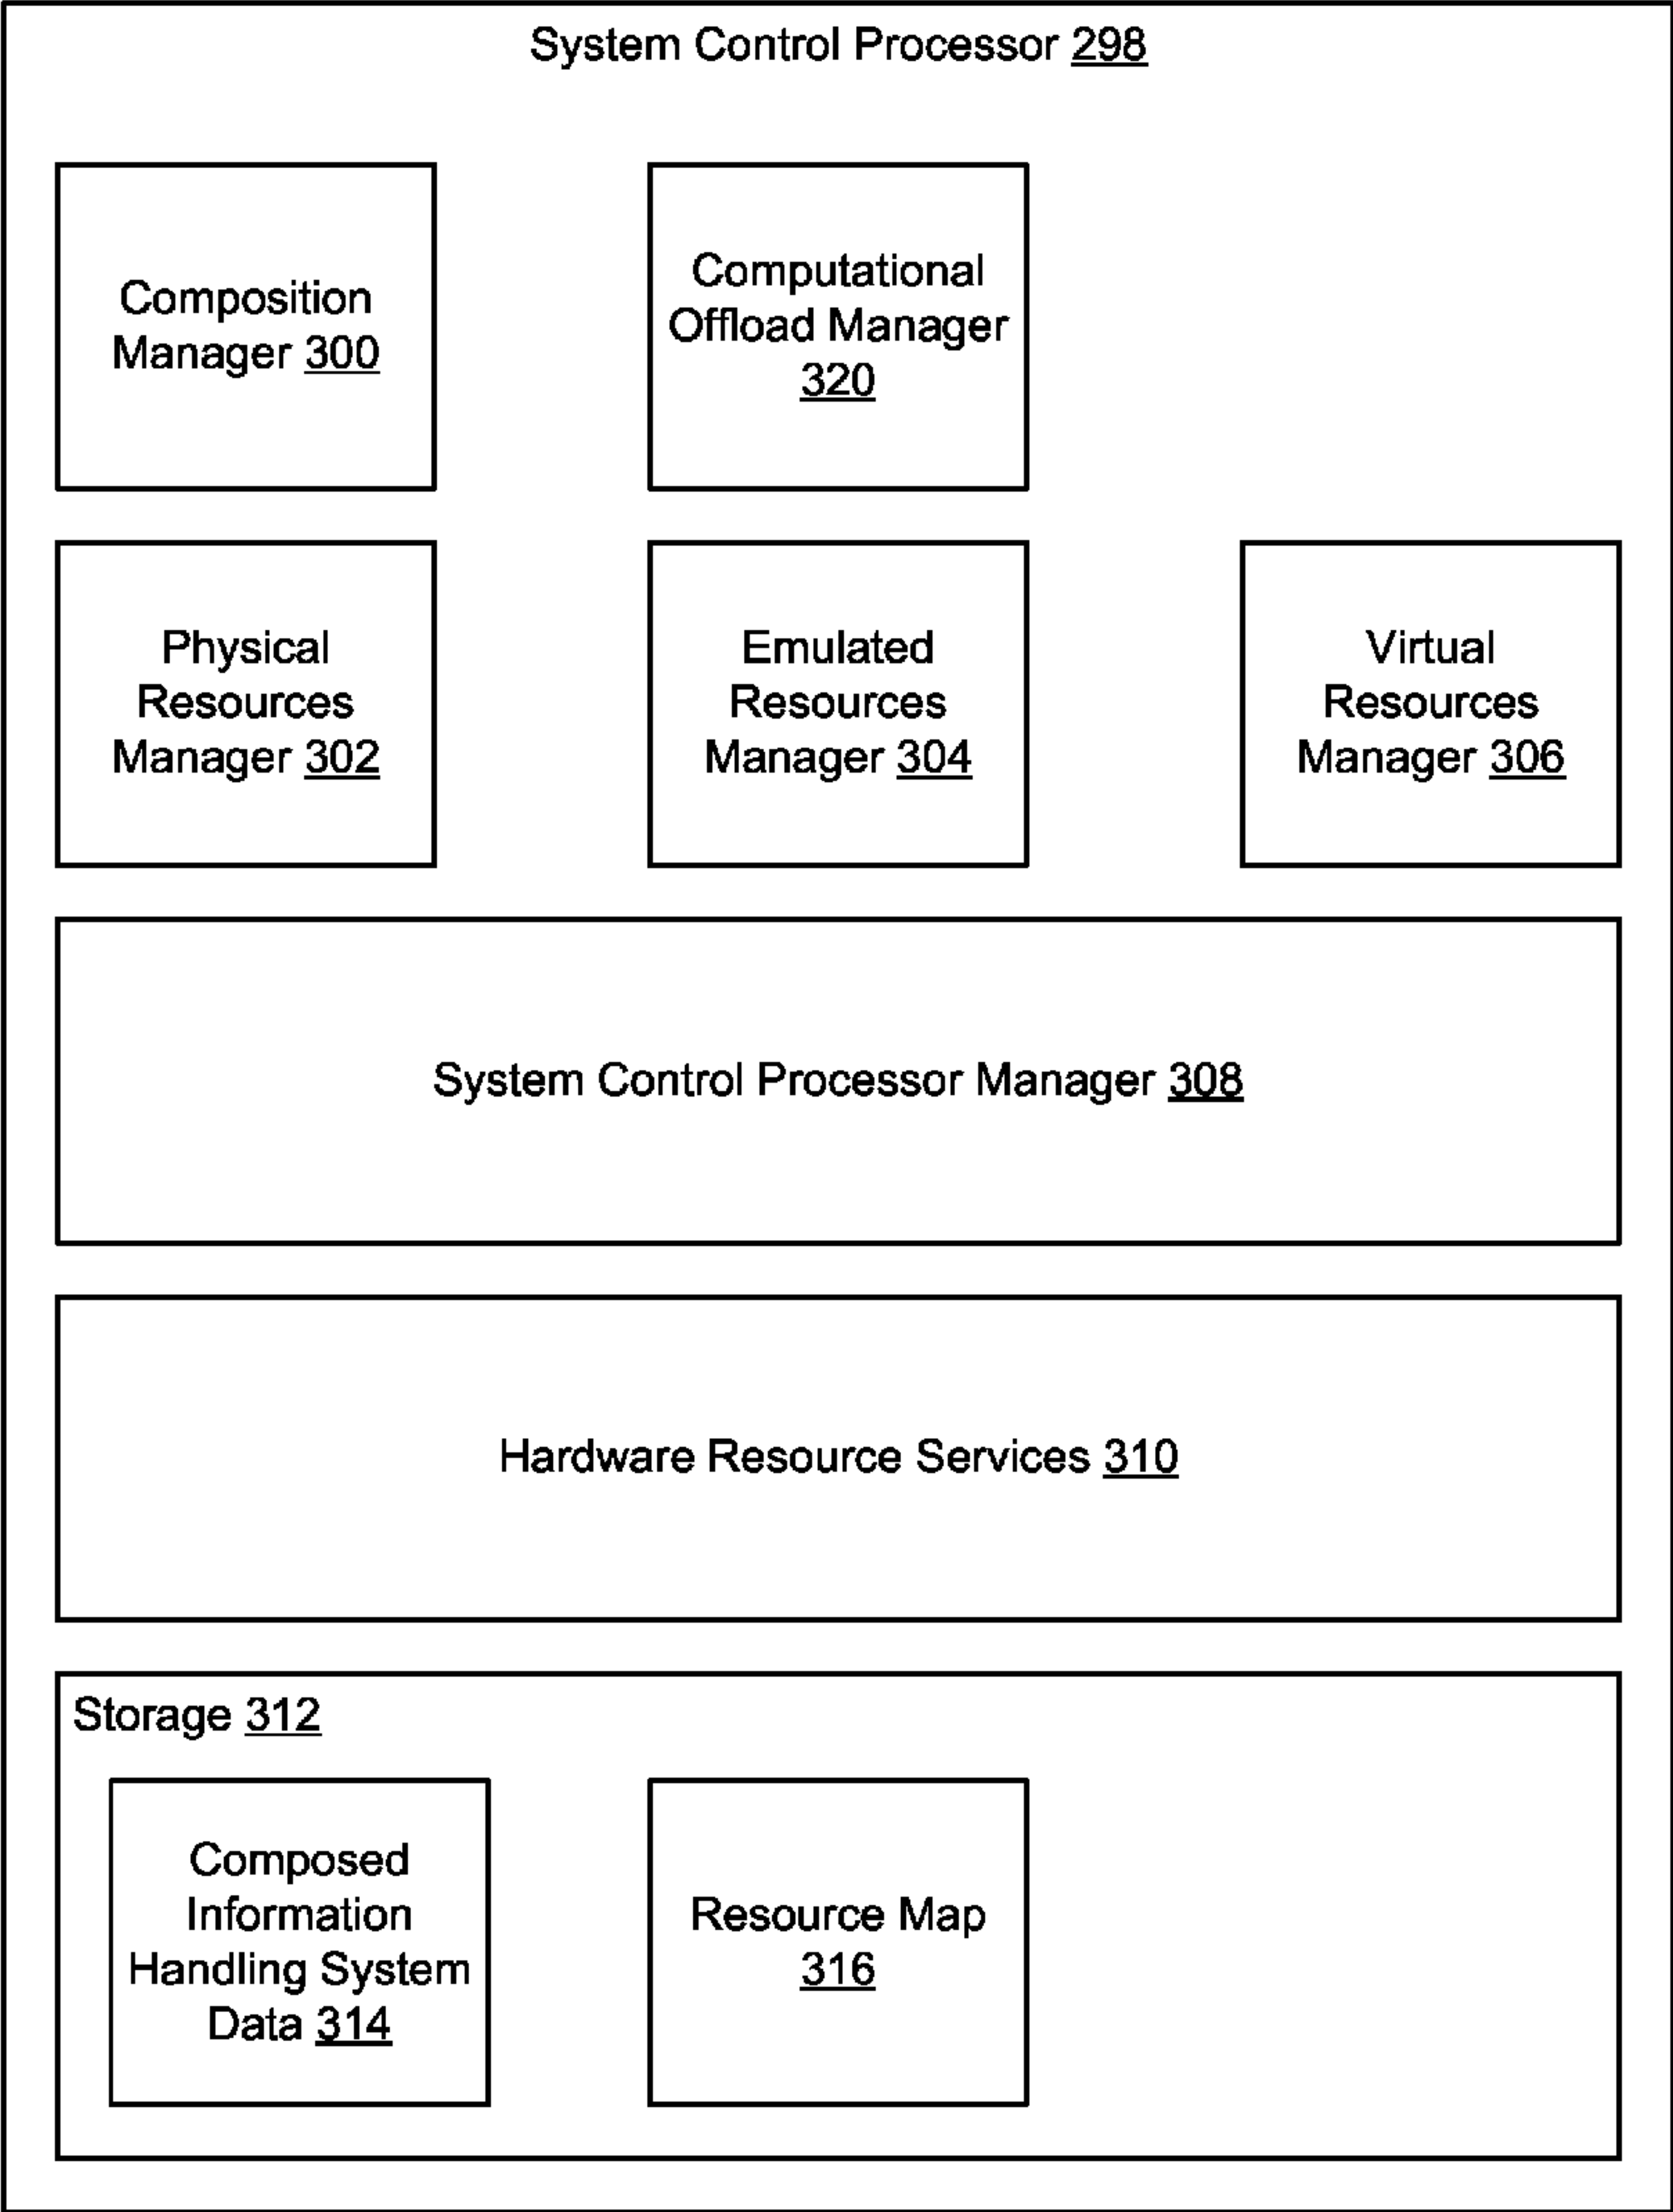 System Control Processor 298
Composition
Manager 300
Computational
Offload Manager
320
Physical
Resources
Manager 302
Emulated
Resources
Manager 304
Virtual
Resources
Manager 306
System Control Processor Manager 308
Hardware Resource Services 310
Storage 312
Composed
Information
Handling System
Data 314
Resource Map
316